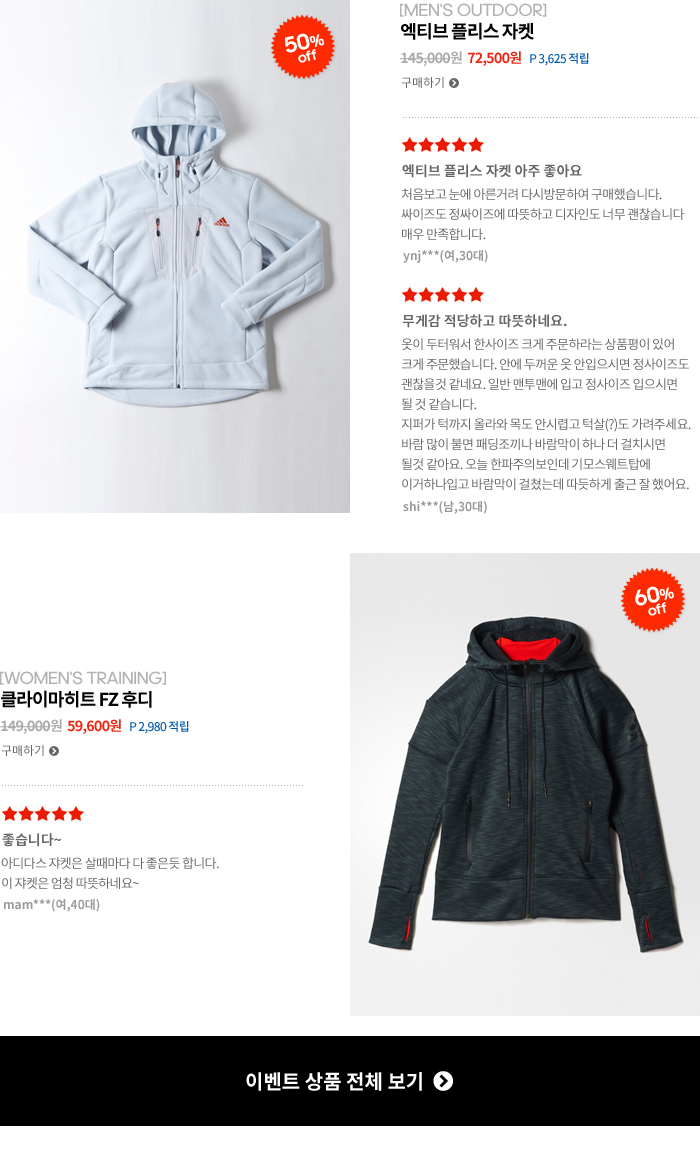 50%
off
[MEN'S OUTDOOR]
엑티브 플리스 자켓
145,000원 72,500원 P 3,625 적립
구매하기
엑티브 플리스 자켓 아주 좋아요
처음보고 눈에 아른거려 다시방문하여 구매했습니다.
싸이즈도 정싸이즈에 따뜻하고 디자인도 너무 괜찮습니다
매우 만족합니다.
ynj***(여,30대)
무게감 적당하고 따뜻하네요.
옷이 두터워서 한사이즈 크게 주문하라는 상품평이 있어
크게 주문했습니다. 안에 두꺼운 옷 안입으시면 정사이즈도
괜찮을것 같네요. 일반 맨투맨에 입고 정사이즈 입으시면
될 것 같습니다.
지퍼가 턱까지 올라와 목도 안시렵고 턱살(?)도 가려주세요.
바람 많이 불면 패딩조끼나 바람막이 하나 더 걸치시면
될것 같아요. 오늘 한파주의보인데 기모스웨트탑에
이거하나입고 바람막이 걸쳤는데 따듯하게 출근 잘 했어요.
shi***(남,30대)
60%
off
[WOMEN'S TRAINING]
클라이마히트 FZ 후디
149,000원 59,600원 P 2,980 적립
구매하기
좋습니다~
아디다스 쟈켓은 살때마다 다 좋은듯 합니다.
이 쟈켓은 엄청 따뜻하네요~
mam***(여,40대)
이벤트 상품 전체 보기